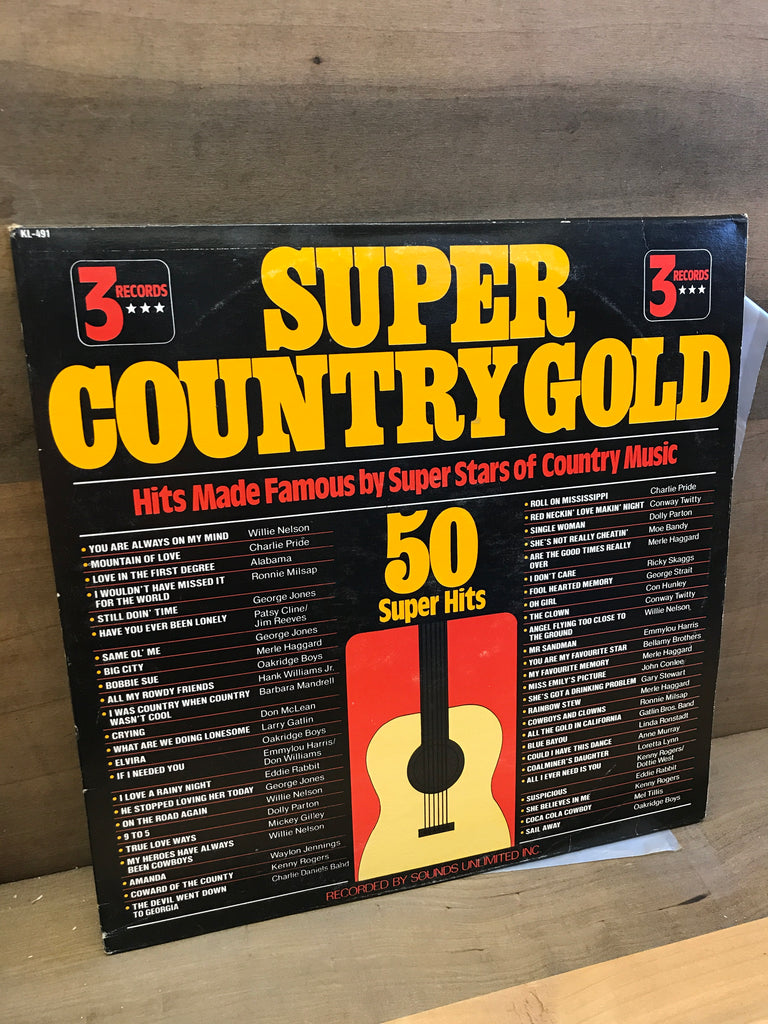 KL-491
3 RECORDS
★★★
SUPER
COUNTRY GOLD
3 RECORDS
★★★
Hits Made Famous by Super Stars of Country Music
50
Super Hits
• YOU ARE ALWAYS ON MY MIND Willie Nelson
• MOUNTAIN OF LOVE Charlie Pride
• LOVE IN THE FIRST DEGREE Alabama
• I WOULDN'T HAVE MISSED IT Ronnie Milsap
FOR THE WORLD
• STILL DOIN' TIME George Jones
• HAVE YOU EVER BEEN LONELY Patsy Cline/
Jim Reeves
• SAME OL' ME George Jones
• BIG CITY Merle Haggard
• BOBBIE SUE Oakridge Boys
• ALL MY ROWDY FRIENDS Hank Williams Jr.
• I WAS COUNTRY WHEN COUNTRY Barbara Mandrell
WASN'T COOL
• CRYING Don McLean
• WHAT ARE WE DOING LONESOME Larry Gatlin
• ELVIRA Oakridge Boys
• IF I NEEDED YOU Emmylou Harris/
Don Williams
• I LOVE A RAINY NIGHT Eddie Rabbit
• HE STOPPED LOVING HER TODAY George Jones
• ON THE ROAD AGAIN Willie Nelson
• 9 TO 5 Dolly Parton
• TRUE LOVE WAYS Mickey Gilley
• MY HEROES HAVE ALWAYS Willie Nelson
BEEN COWBOYS
• AMANDA Waylon Jennings
• COWARD OF THE COUNTY Kenny Rogers
• THE DEVIL WENT DOWN Charlie Daniels Band
TO GEORGIA
• ROLL ON MISSISSIPPI Charlie Pride
• RED NECKIN' LOVE MAKIN' NIGHT Conway Twitty
• SINGLE WOMAN Dolly Parton
• SHE'S NOT REALLY CHEATIN' Moe Bandy
• ARE THE GOOD TIMES REALLY Merle Haggard
OVER
• I DON'T CARE Ricky Skaggs
• FOOL HEARTED MEMORY George Strait
• OH GIRL Con Hunley
• THE CLOWN Conway Twitty
• ANGEL FLYING TOO CLOSE TO Willie Nelson
THE GROUND
• MR SANDMAN Emmylou Harris
• YOU ARE MY FAVOURITE STAR Bellamy Brothers
• MY FAVOURITE MEMORY Merle Haggard
• MISS EMILY'S PICTURE John Conlee
• SHE'S GOT A DRINKING PROBLEM Gary Stewart
• RAINBOW STEW Merle Haggard
• COWBOYS AND CLOWNS Ronnie Milsap
• ALL THE GOLD IN CALIFORNIA Gatlin Bros. Band
• BLUE BAYOU Linda Ronstadt
• COULD I HAVE THIS DANCE Anne Murray
• COALMINER'S DAUGHTER Loretta Lynn
• ALL I EVER NEED IS YOU Kenny Rogers/
Dottie West
• SUSPICIOUS Eddie Rabbit
• SHE BELIEVES IN ME Kenny Rogers
• COCA COLA COWBOY Mel Tillis
• SAIL AWAY Oakridge Boys
RECORDED BY SOUNDS UNLIMITED INC